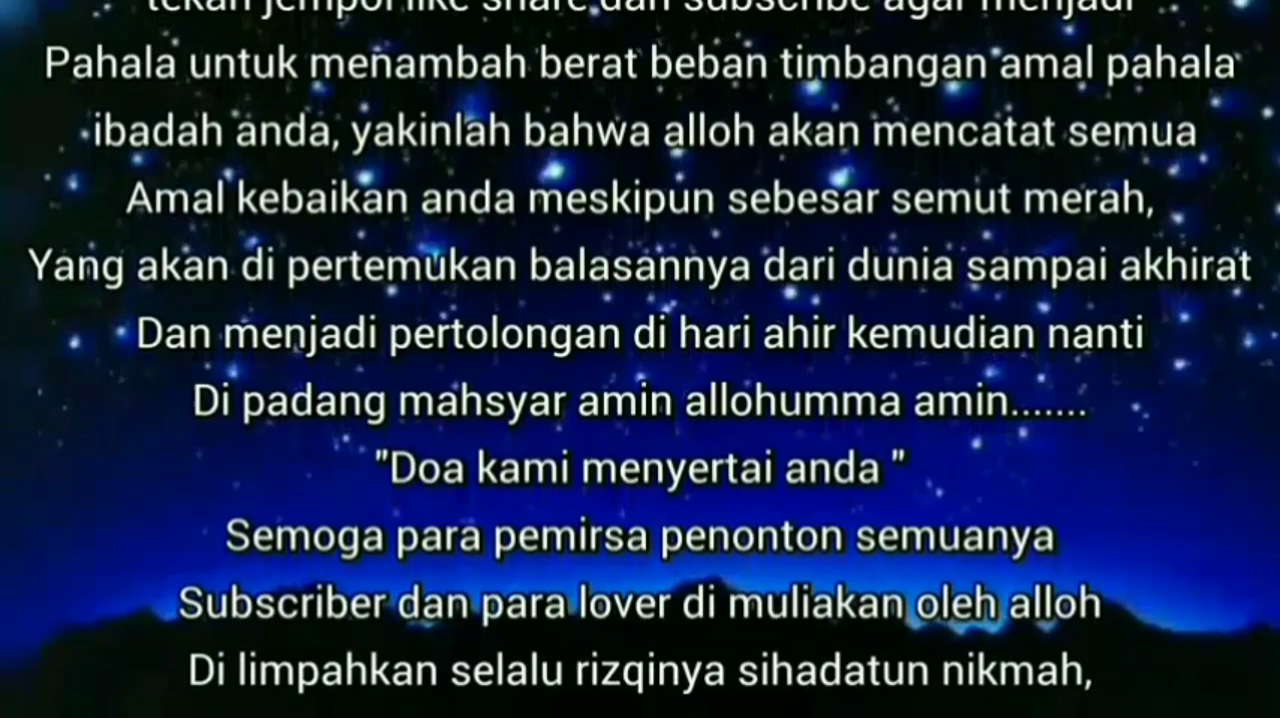 tekan jempol like share dan subscribe agar menjadi
Pahala untuk menambah berat beban timbangan amal pahala
ibadah anda, yakinlah bahwa alloh akan mencatat semua
Amal kebaikan anda meskipun sebesar semut merah,
Yang akan di pertemukan balasannya dari dunia sampai akhirat
Dan menjadi pertolongan di hari ahir kemudian nanti
Di padang mahsyar amin allohumma amin.......
"Doa kami menyertai anda "
Semoga para pemirsa penonton semuanya
Subscriber dan para lover di muliakan oleh alloh
Di limpahkan selalu rizqinya sihadatun nikmah,